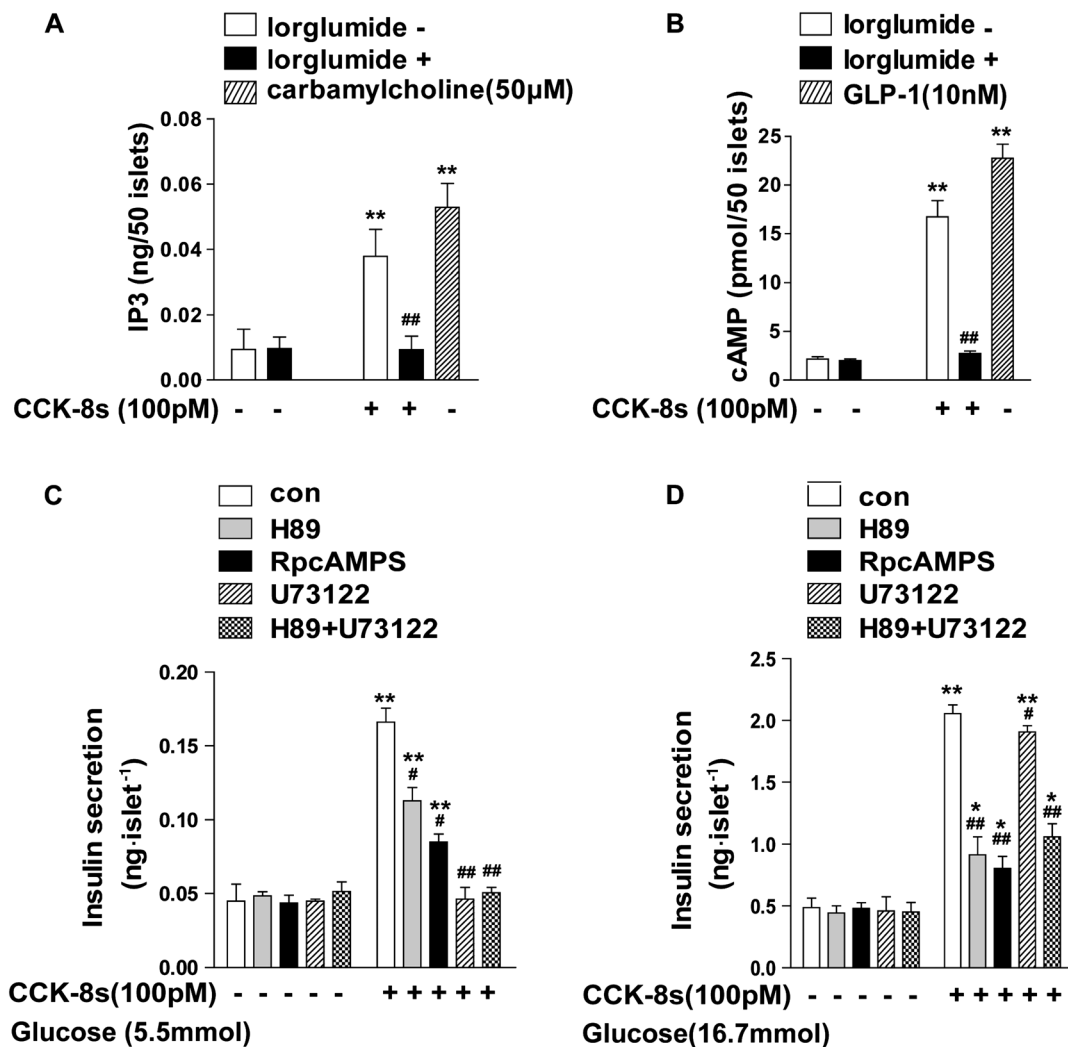 A
lorglumide -
lorglumide +
carbamylcholine(50μM)
IP3 (ng/50 islets)
0.08
0.06
0.04
0.02
0.00
**
##
**
CCK-8s (100pM) - - + + -
B
lorglumide -
lorglumide +
GLP-1(10nM)
cAMP (pmol/50 islets)
25
20
15
10
5
0
**
##
**
CCK-8s (100pM) - - + + -
C
con
H89
RpcAMPS
U73122
H89+U73122
Insulin secretion
(ng·islet⁻¹)
0.20
0.15
0.10
0.05
0.00
**
**
#
**
#
##
##
CCK-8s(100pM) - - - - - + + + + +
Glucose (5.5mmol)
D
con
H89
RpcAMPS
U73122
H89+U73122
Insulin secretion
(ng·islet⁻¹)
2.5
2.0
1.5
1.0
0.5
0.0
**
*
##
*
##
**
#
*
##
CCK-8s(100pM) - - - - - + + + + +
Glucose(16.7mmol)